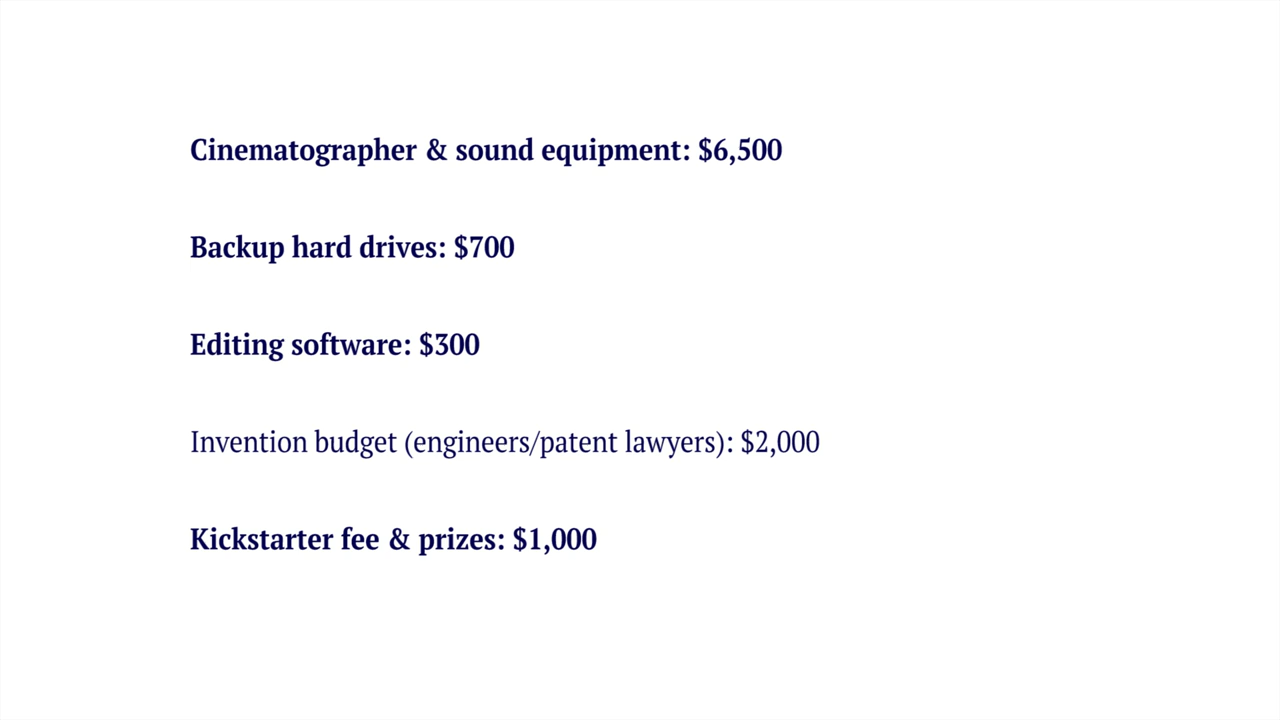 Cinematographer & sound equipment: $6,500
Backup hard drives: $700
Editing software: $300
Invention budget (engineers/patent lawyers): $2,000
Kickstarter fee & prizes: $1,000